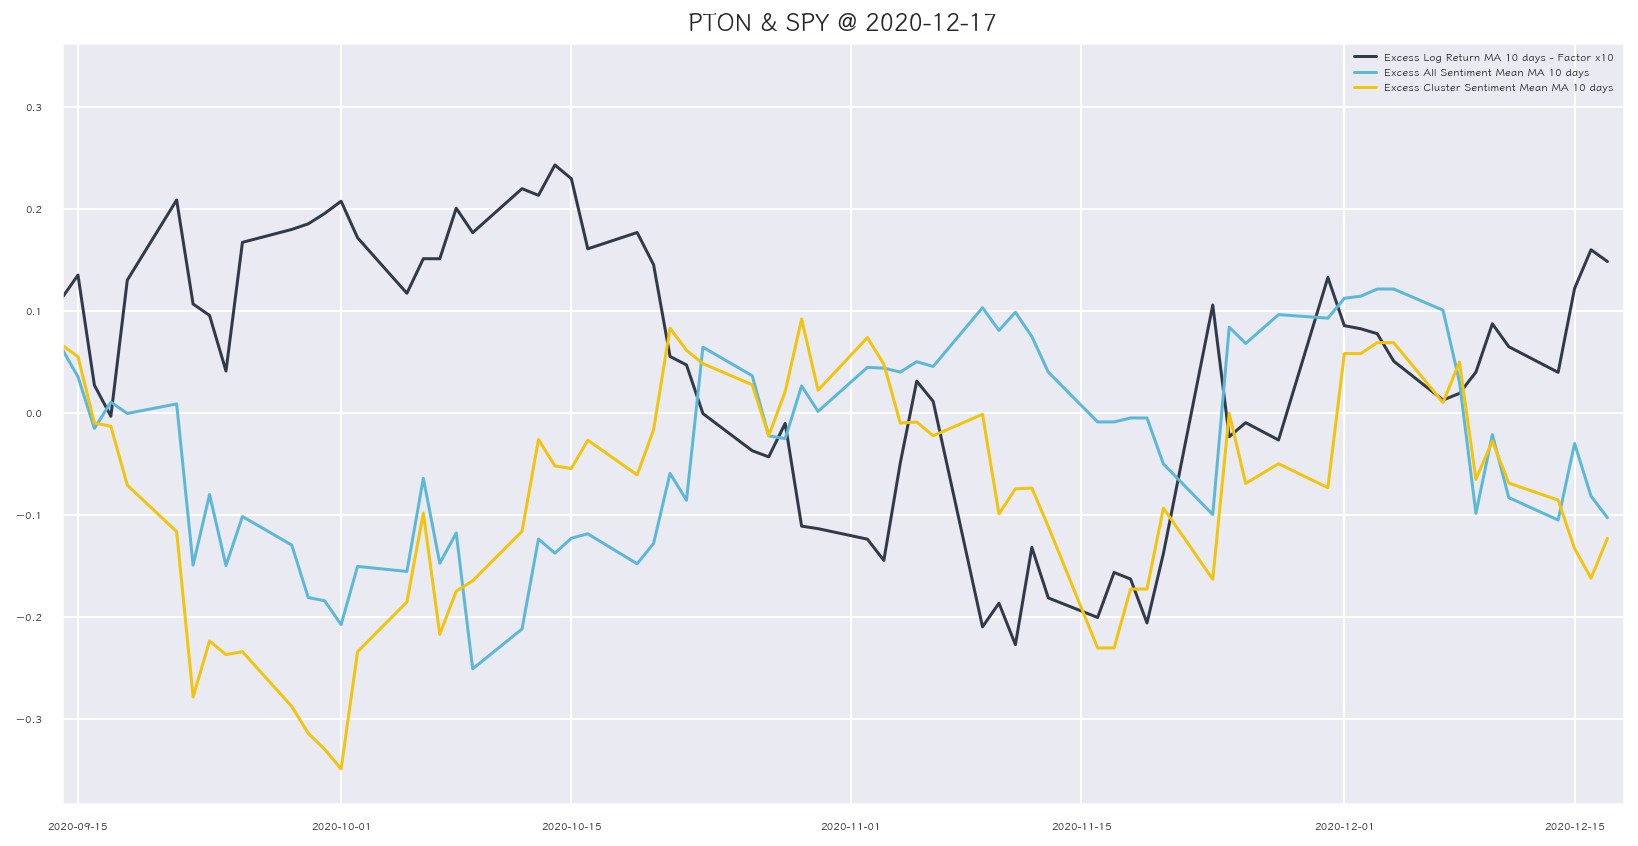 PTON & SPY @ 2020-12-17
Excess Log Return MA 10 days - Factor x10
Excess All Sentiment Mean MA 10 days
Excess Cluster Sentiment Mean MA 10 days
0.3
0.2
0.1
0.0
−0.1
−0.2
−0.3
2020-09-15 2020-10-01 2020-10-15 2020-11-01 2020-11-15 2020-12-01 2020-12-15